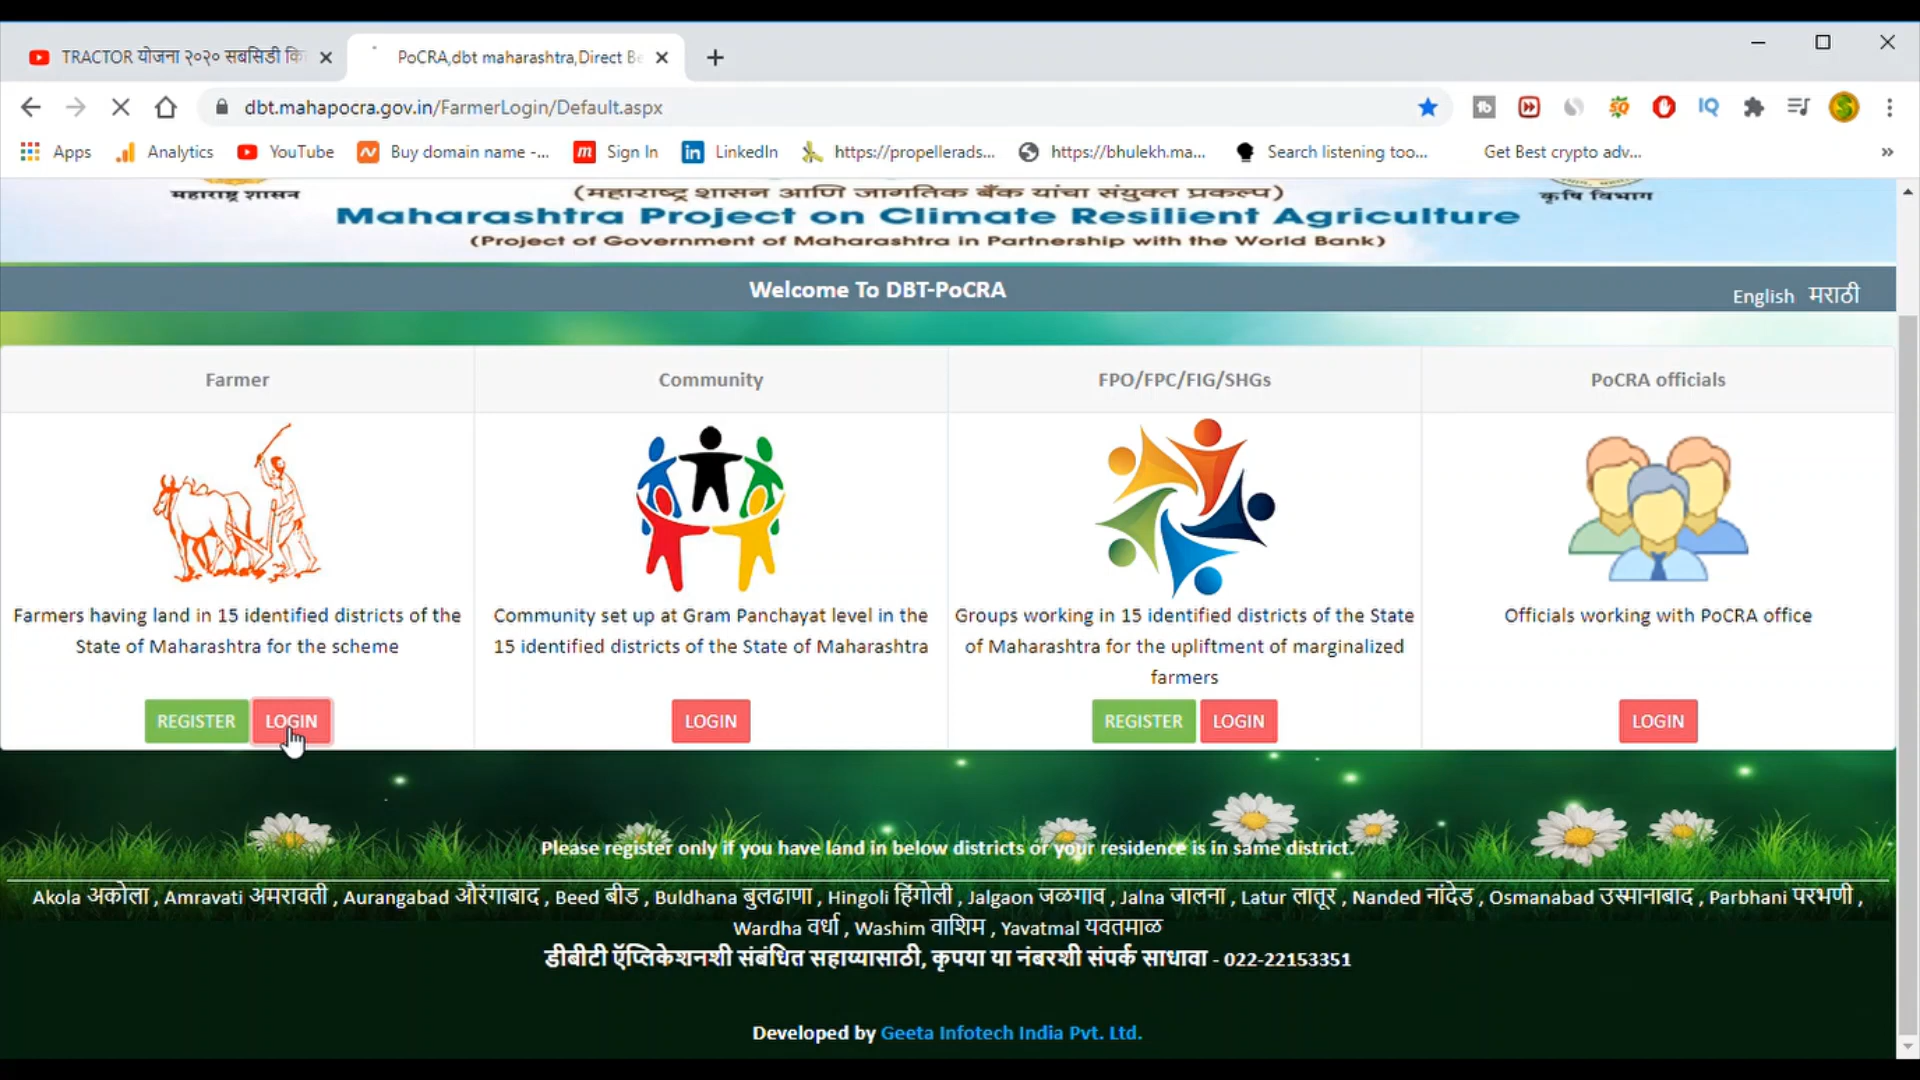 TRACTOR योजना २०२० सबसिडी कि
PoCRA,dbt maharashtra,Direct Be
dbt.mahapocra.gov.in/FarmerLogin/Default.aspx
Apps Analytics YouTube Buy domain name -... Sign In LinkedIn https://propellerads... https://bhulekh.ma... Search listening too... Get Best crypto adv... »
महाराष्ट्र शासन
(महाराष्ट्र शासन आणि जागतिक बँक यांचा संयुक्त प्रकल्प)
कृषि विभाग
Maharashtra Project on Climate Resilient Agriculture
(Project of Government of Maharashtra in Partnership with the World Bank)
Welcome To DBT-PoCRA
English मराठी
Farmer
Community
FPO/FPC/FIG/SHGs
PoCRA officials
Farmers having land in 15 identified districts of the
State of Maharashtra for the scheme
REGISTER LOGIN
Community set up at Gram Panchayat level in the
15 identified districts of the State of Maharashtra
LOGIN
Groups working in 15 identified districts of the State
of Maharashtra for the upliftment of marginalized
farmers
REGISTER LOGIN
Officials working with PoCRA office
LOGIN
Please register only if you have land in below districts or your residence is in same district.
Akola अकोला , Amravati अमरावती , Aurangabad औरंगाबाद , Beed बीड , Buldhana बुलढाणा , Hingoli हिंगोली , Jalgaon जळगाव , Jalna जालना , Latur लातूर , Nanded नांदेड , Osmanabad उस्मानाबाद , Parbhani परभणी ,
Wardha वर्धा , Washim वाशिम , Yavatmal यवतमाळ
डीबीटी ऍप्लिकेशनशी संबंधित सहाय्यासाठी, कृपया या नंबरशी संपर्क साधावा - 022-22153351
Developed by Geeta Infotech India Pvt. Ltd.